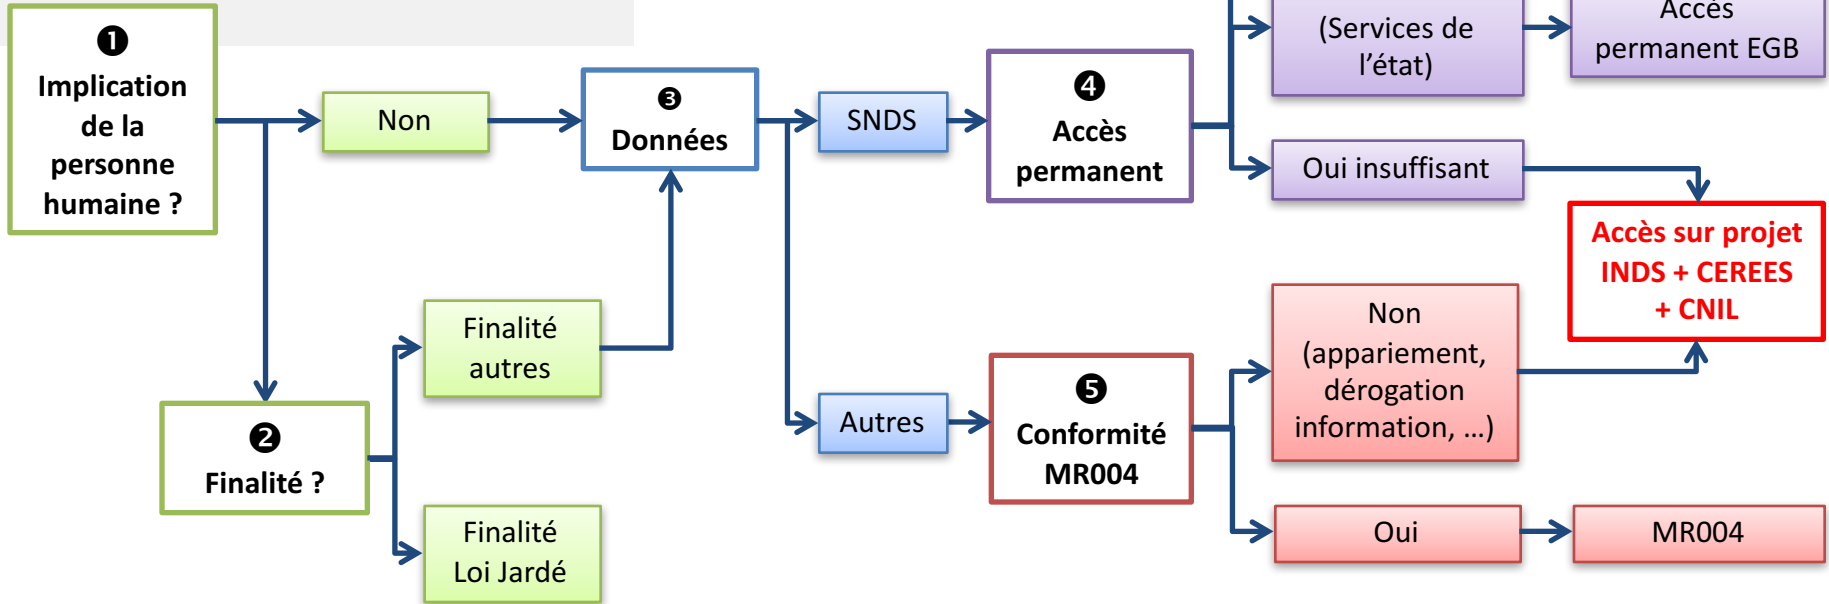 ❶
Implication
de la
personne
humaine ?
Non
❷
Finalité ?
Finalité
autres
Finalité
Loi Jardé
❸
Données
SNDS
Autres
❹
Accès
permanent
(Services de
l'état)
Accès
permanent EGB
Oui insuffisant
Accès sur projet
INDS + CEREES
+ CNIL
❺
Conformité
MR004
Non
(appariement,
dérogation
information, ...)
Oui
MR004